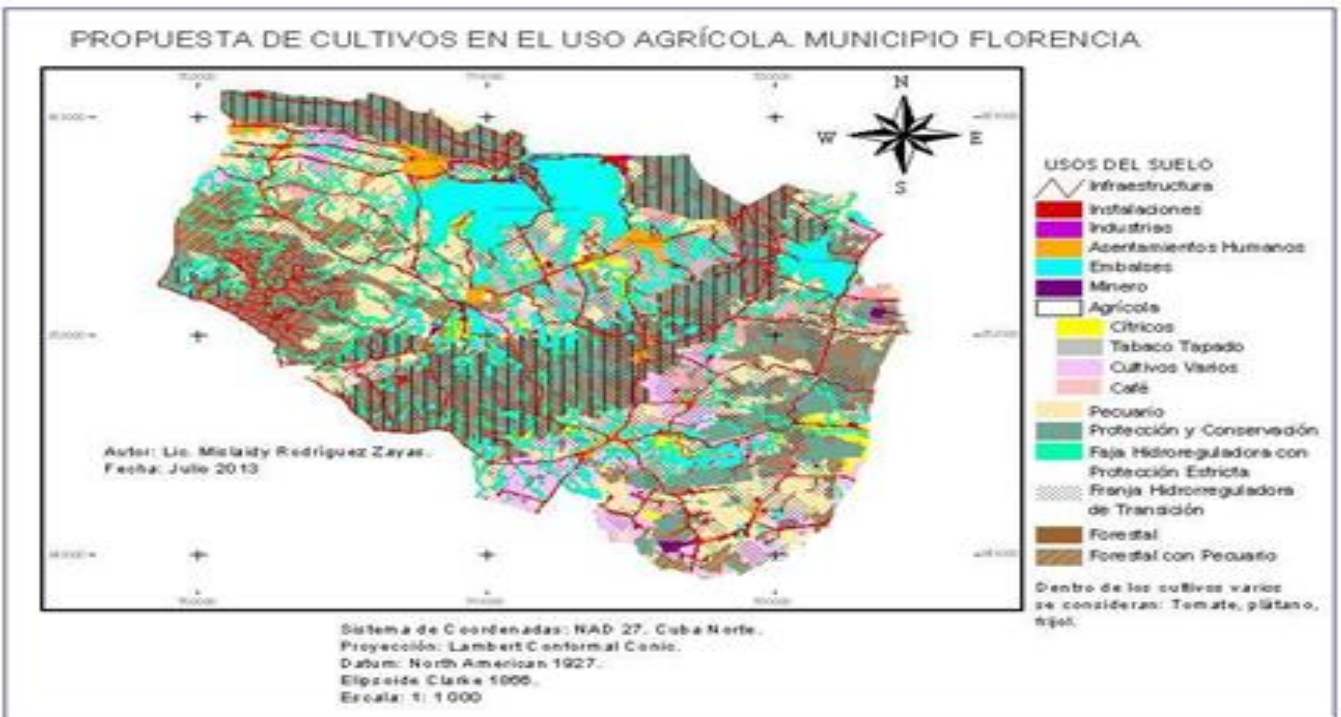 PROPUESTA DE CULTIVOS EN EL USO AGRÍCOLA. MUNICIPIO FLORENCIA
N
W
E
S
USOS DEL SUELO
Infraestructura
Instalaciones
Industrias
Asentamientos Humanos
Embalses
Minero
Agrícola
Cítricos
Tabaco Tapado
Cultivos Varios
Café
Pecuario
Protección y Conservación
Faja Hidroreguladora con
Protección Estricta
Franja Hidrorreguladora
de Transición
Forestal
Forestal con Pecuario
Dentro de los cultivos varios
se consideran: Tomate, plátano,
frijol.
Autor: Lic. Mislaidy Rodríguez Zayas.
Fecha: Julio 2013
Sistema de Coordenadas: NAD 27. Cuba Norte.
Proyección: Lambert Conformal Conic.
Datum: North American 1927.
Elipsoide Clarke 1866.
Escala: 1: 1 000